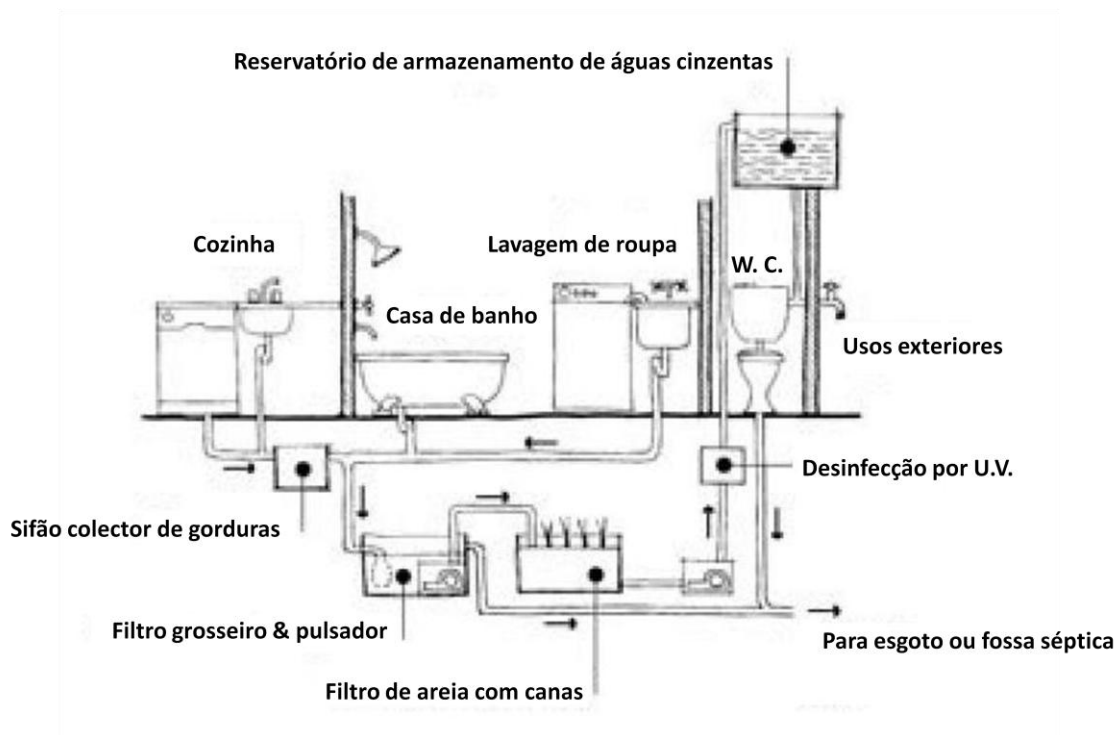 Reservatório de armazenamento de águas cinzentas
Cozinha
Lavagem de roupa
W. C.
Casa de banho
Usos exteriores
Desinfecção por U.V.
Sifão colector de gorduras
Filtro grosseiro & pulsador
Para esgoto ou fossa séptica
Filtro de areia com canas